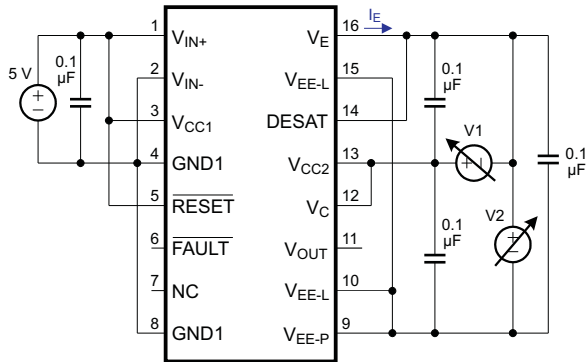 1 V_IN+ V_E 16 I_E
2 V_IN- V_EE-L 15
3 V_CC1 DESAT 14
4 GND1 V_CC2 13
5 RESET V_C 12
6 FAULT V_OUT 11
7 NC V_EE-L 10
8 GND1 V_EE-P 9
5 V
+
−
0.1
µF
0.1
µF
0.1
µF
0.1
µF
V1
V2